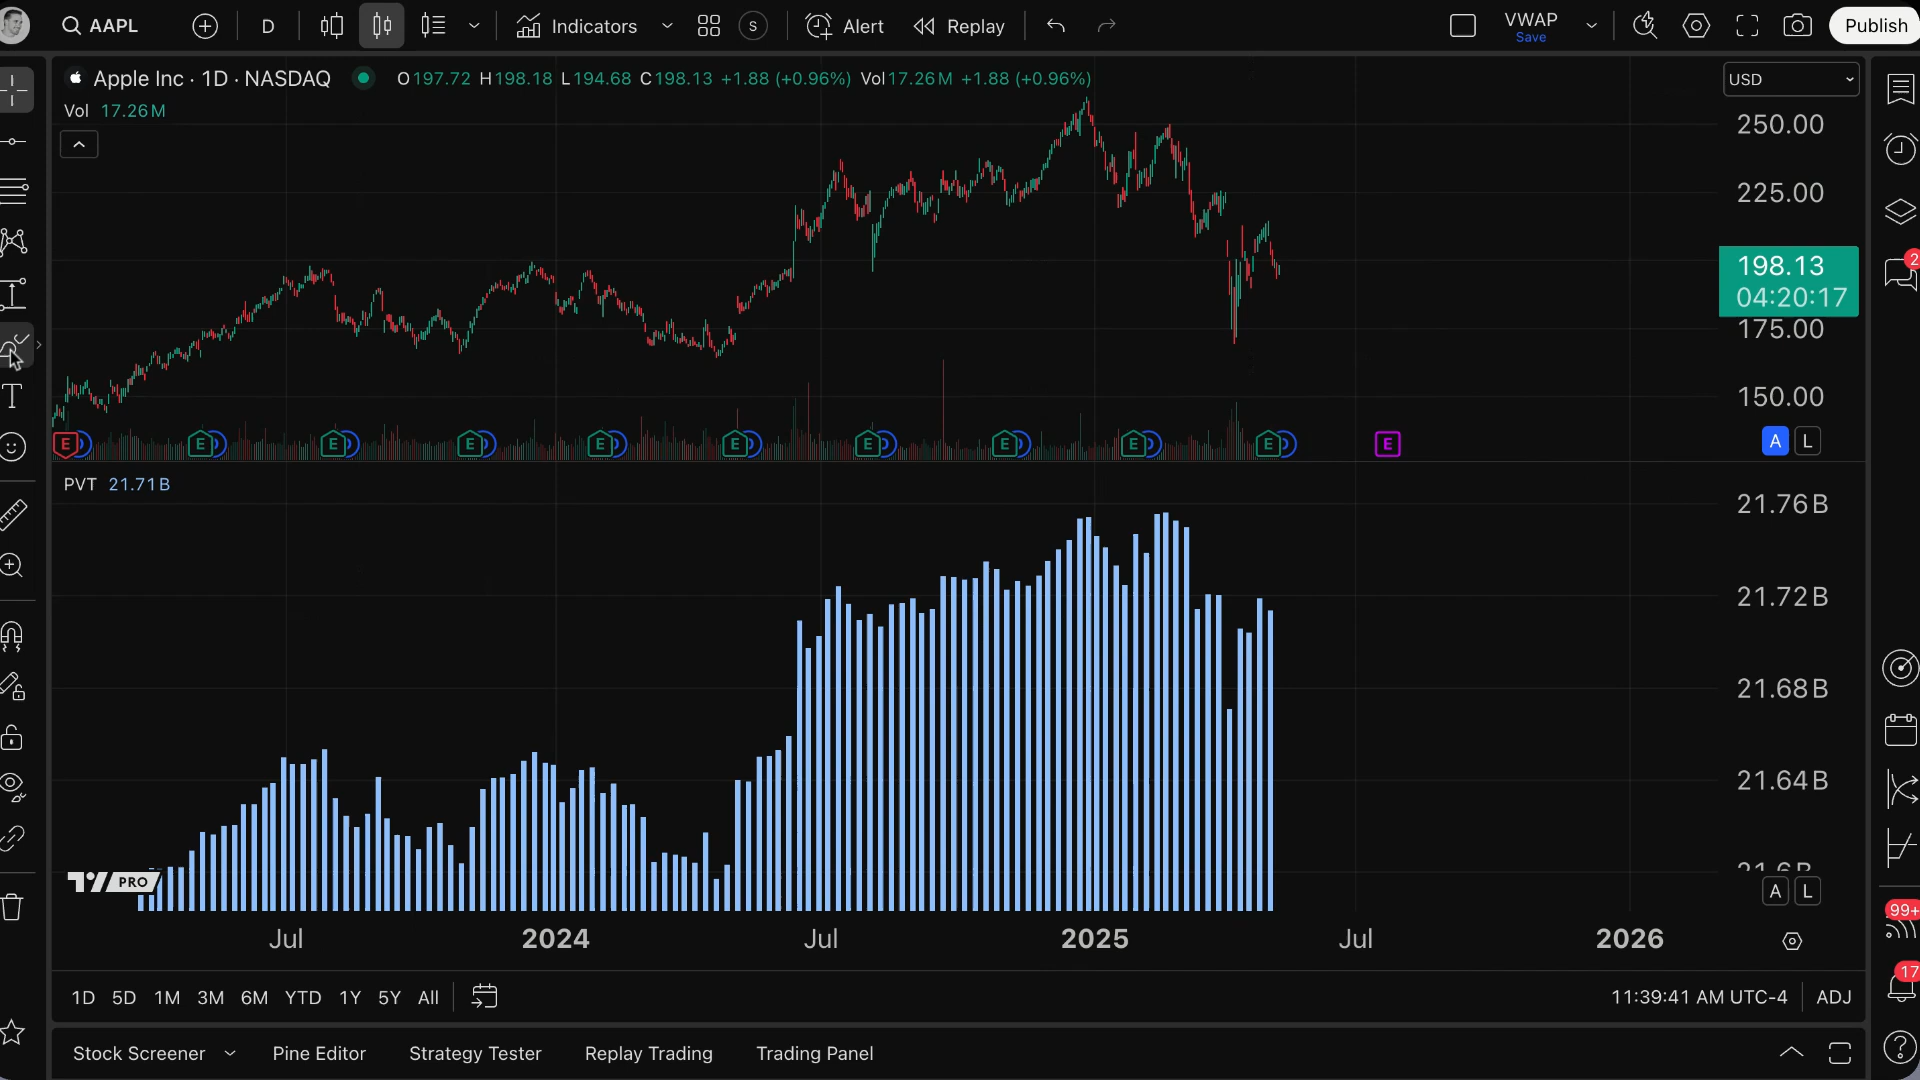 AAPL D Indicators S Alert Replay VWAP Save Publish
Apple Inc · 1D · NASDAQ O197.72 H198.18 L194.68 C198.13 +1.88 (+0.96%) Vol17.26M +1.88 (+0.96%) USD
Vol 17.26M
250.00
225.00
198.13
04:20:17
175.00
150.00
2
T
E E E E E E E E E E E
A L
PVT 21.71B
21.76B
21.72B
21.68B
21.64B
21.6B
PRO
A L
Jul 2024 Jul 2025 Jul 2026
99+
17
1D 5D 1M 3M 6M YTD 1Y 5Y All 11:39:41 AM UTC-4 ADJ
Stock Screener Pine Editor Strategy Tester Replay Trading Trading Panel